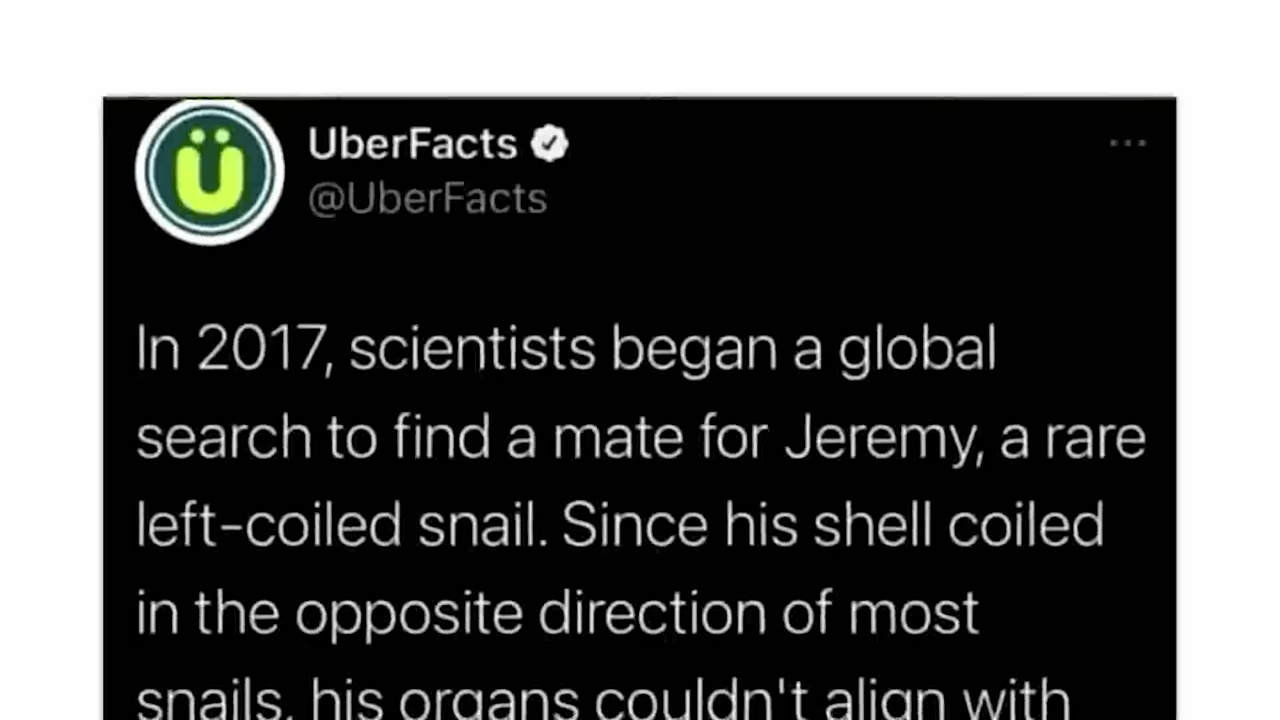 Ü
UberFacts
@UberFacts
In 2017, scientists began a global
search to find a mate for Jeremy, a rare
left-coiled snail. Since his shell coiled
in the opposite direction of most
snails, his organs couldn't align with